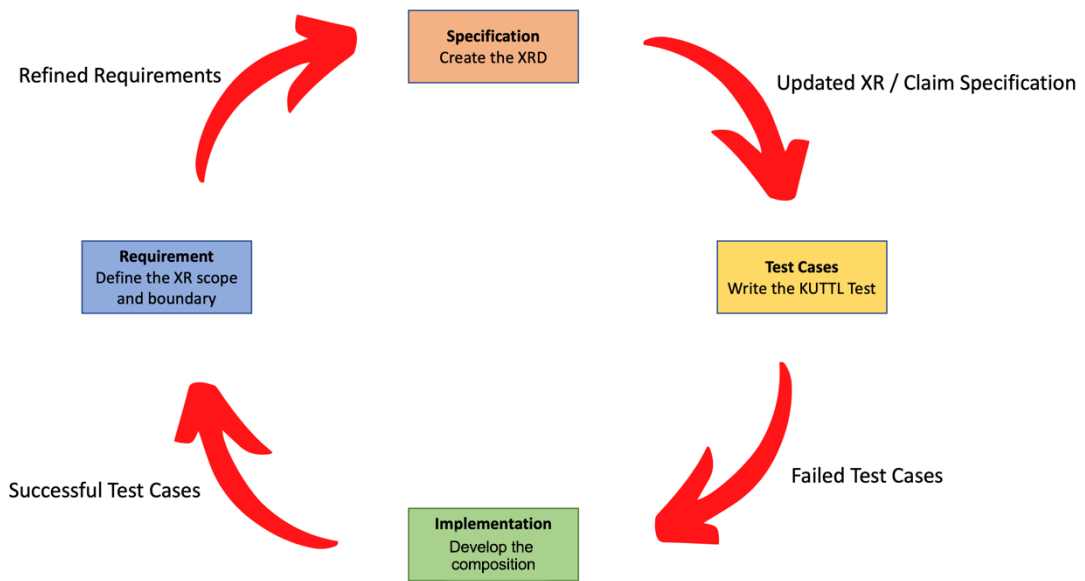 Specification
Create the XRD
Refined Requirements
Updated XR / Claim Specification
Requirement
Define the XR scope
and boundary
Test Cases
Write the KUTTL Test
Successful Test Cases
Failed Test Cases
Implementation
Develop the
composition